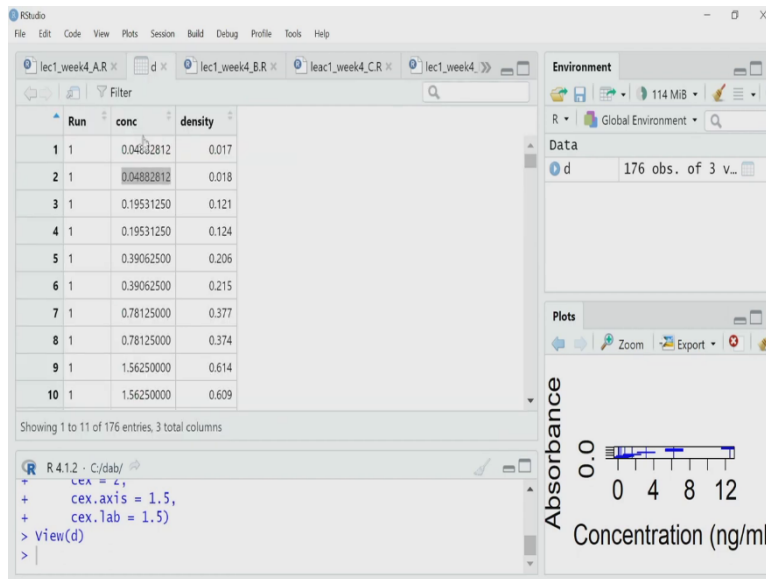 RStudio
File Edit Code View Plots Session Build Debug Profile Tools Help
lec1_week4_A.R
d
lec1_week4_B.R
leac1_week4_C.R
lec1_week4_
Filter
Run conc density
1 1 0.04882812 0.017
2 1 0.04882812 0.018
3 1 0.19531250 0.121
4 1 0.19531250 0.124
5 1 0.39062500 0.206
6 1 0.39062500 0.215
7 1 0.78125000 0.377
8 1 0.78125000 0.374
9 1 1.56250000 0.614
10 1 1.56250000 0.609
Showing 1 to 11 of 176 entries, 3 total columns
R 4.1.2 · C:/dab/
+ cex = 2,
+ cex.axis = 1.5,
+ cex.lab = 1.5)
> View(d)
>
Environment
114 MiB
R Global Environment
Data
d 176 obs. of 3 v…
Plots
Zoom Export
Absorbance
0.0
0 4 8 12
Concentration (ng/ml